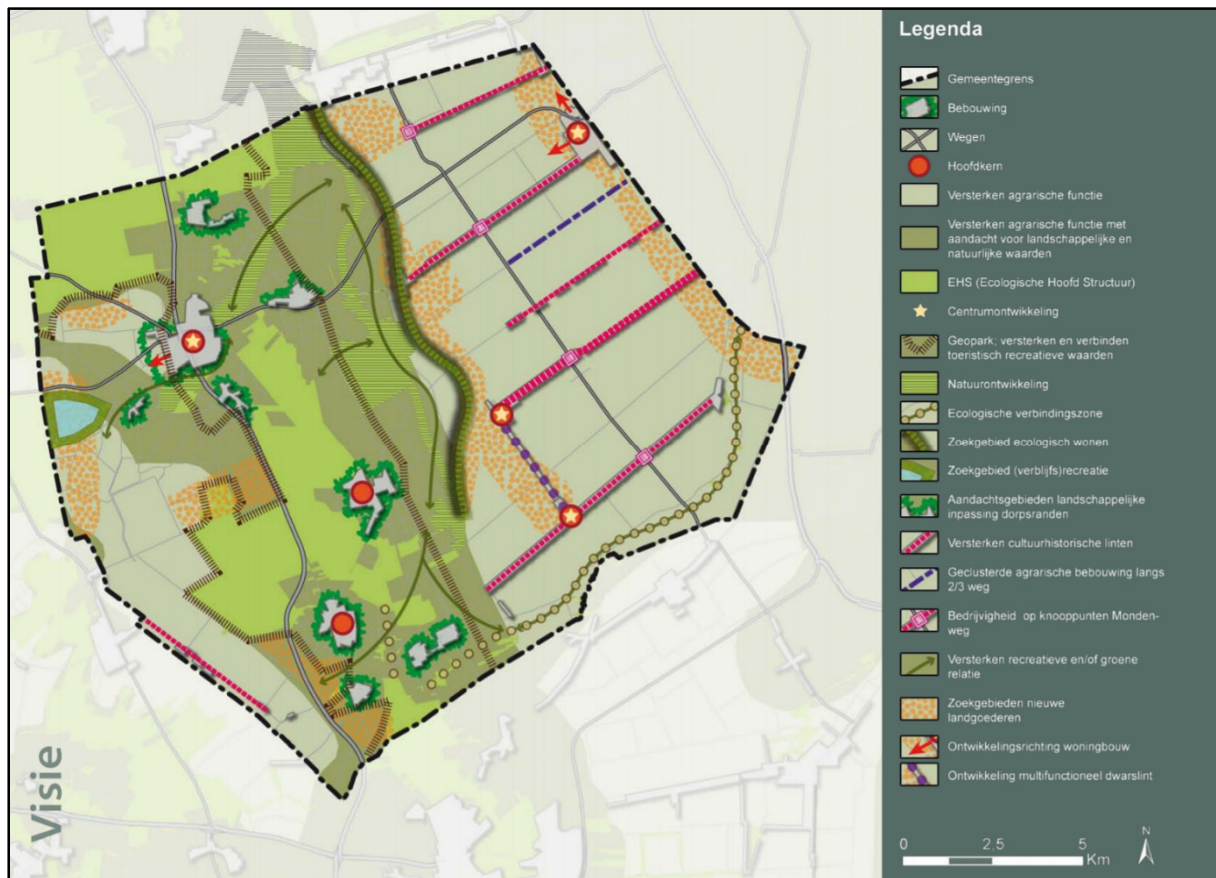 Legenda
Gemeentegrens
Bebouwing
Wegen
Hoofdkern
Versterken agrarische functie
Versterken agrarische functie met
aandacht voor landschappelijke en
natuurlijke waarden
EHS (Ecologische Hoofd Structuur)
Centrumontwikkeling
Geopark; versterken en verbinden
toeristisch recreatieve waarden
Natuurontwikkeling
Ecologische verbindingszone
Zoekgebied ecologisch wonen
Zoekgebied (verblijfs)recreatie
Aandachtsgebieden landschappelijke
inpassing dorpsranden
Versterken cultuurhistorische linten
Geclusterde agrarische bebouwing langs
2/3 weg
Bedrijvigheid op knooppunten Monden-
weg
Versterken recreatieve en/of groene
relatie
Zoekgebieden nieuwe
landgoederen
Ontwikkelingsrichting woningbouw
Ontwikkeling multifunctioneel dwarslint
0 2,5 5
Km
N
Visie